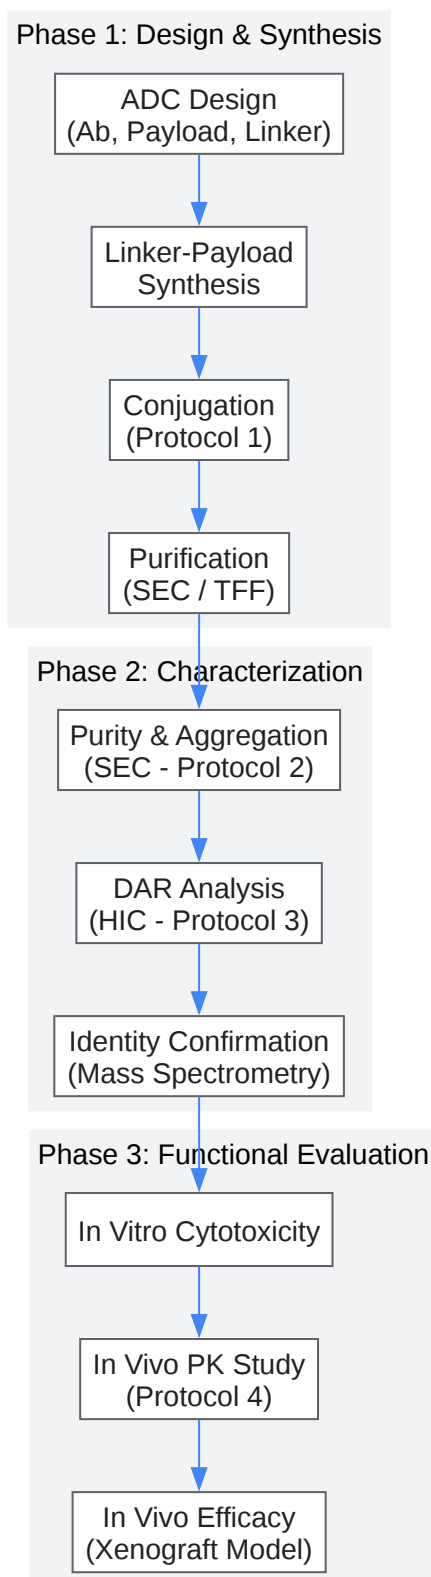 Phase 1: Design & Synthesis
ADC Design
(Ab, Payload, Linker)
Linker-Payload
Synthesis
Conjugation
(Protocol 1)
Purification
(SEC / TFF)
Phase 2: Characterization
Purity & Aggregation
(SEC - Protocol 2)
DAR Analysis
(HIC - Protocol 3)
Identity Confirmation
(Mass Spectrometry)
Phase 3: Functional Evaluation
In Vitro Cytotoxicity
In Vivo PK Study
(Protocol 4)
In Vivo Efficacy
(Xenograft Model)